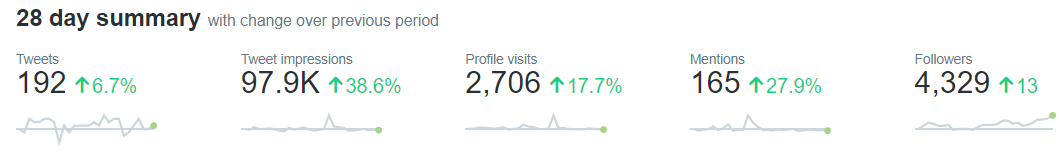 28 day summary with change over previous period
Tweets
192 ↑6.7%
Tweet impressions
97.9K ↑38.6%
Profile visits
2,706 ↑17.7%
Mentions
165 ↑27.9%
Followers
4,329 ↑13